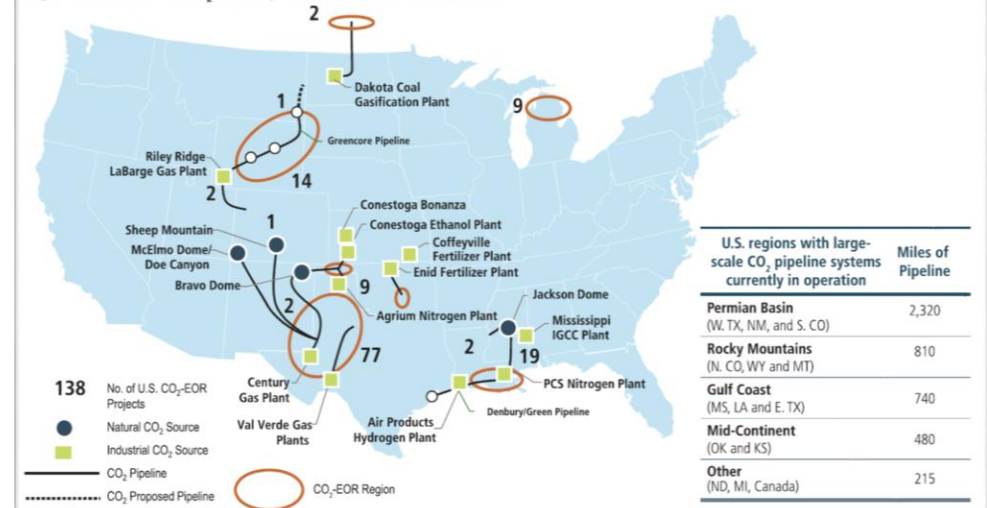 2
Dakota Coal
Gasification Plant
1
9
Greencore Pipeline
Riley Ridge
LaBarge Gas Plant
14
2
Conestoga Bonanza
1
Conestoga Ethanol Plant
Sheep Mountain
Coffeyville
Fertilizer Plant
McElmo Dome/
Doe Canyon
Enid Fertilizer Plant
Bravo Dome
9
Jackson Dome
2
Agrium Nitrogen Plant
Mississippi
IGCC Plant
2
19
77
Century
Gas Plant
PCS Nitrogen Plant
Denbury/Green Pipeline
Val Verde Gas
Plants
Air Products
Hydrogen Plant
138 No. of U.S. CO₂-EOR
Projects
Natural CO₂ Source
Industrial CO₂ Source
CO₂ Pipeline
CO₂ Proposed Pipeline
CO₂-EOR Region
U.S. regions with large-
scale CO₂ pipeline systems
currently in operation
Miles of
Pipeline
Permian Basin 2,320
(W. TX, NM, and S. CO)
Rocky Mountains 810
(N. CO, WY and MT)
Gulf Coast 740
(MS, LA and E. TX)
Mid-Continent 480
(OK and KS)
Other 215
(ND, MI, Canada)